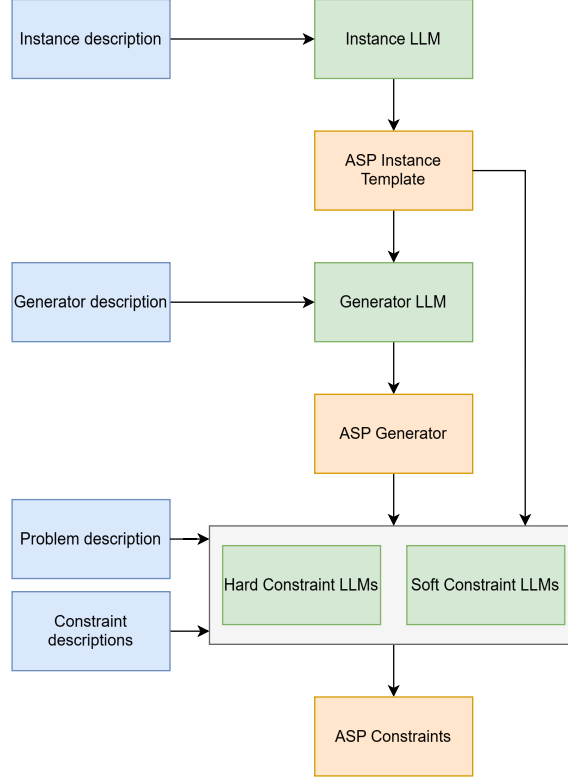 Instance description
Instance LLM
ASP Instance
Template
Generator description
Generator LLM
ASP Generator
Problem description
Hard Constraint LLMs
Soft Constraint LLMs
Constraint
descriptions
ASP Constraints